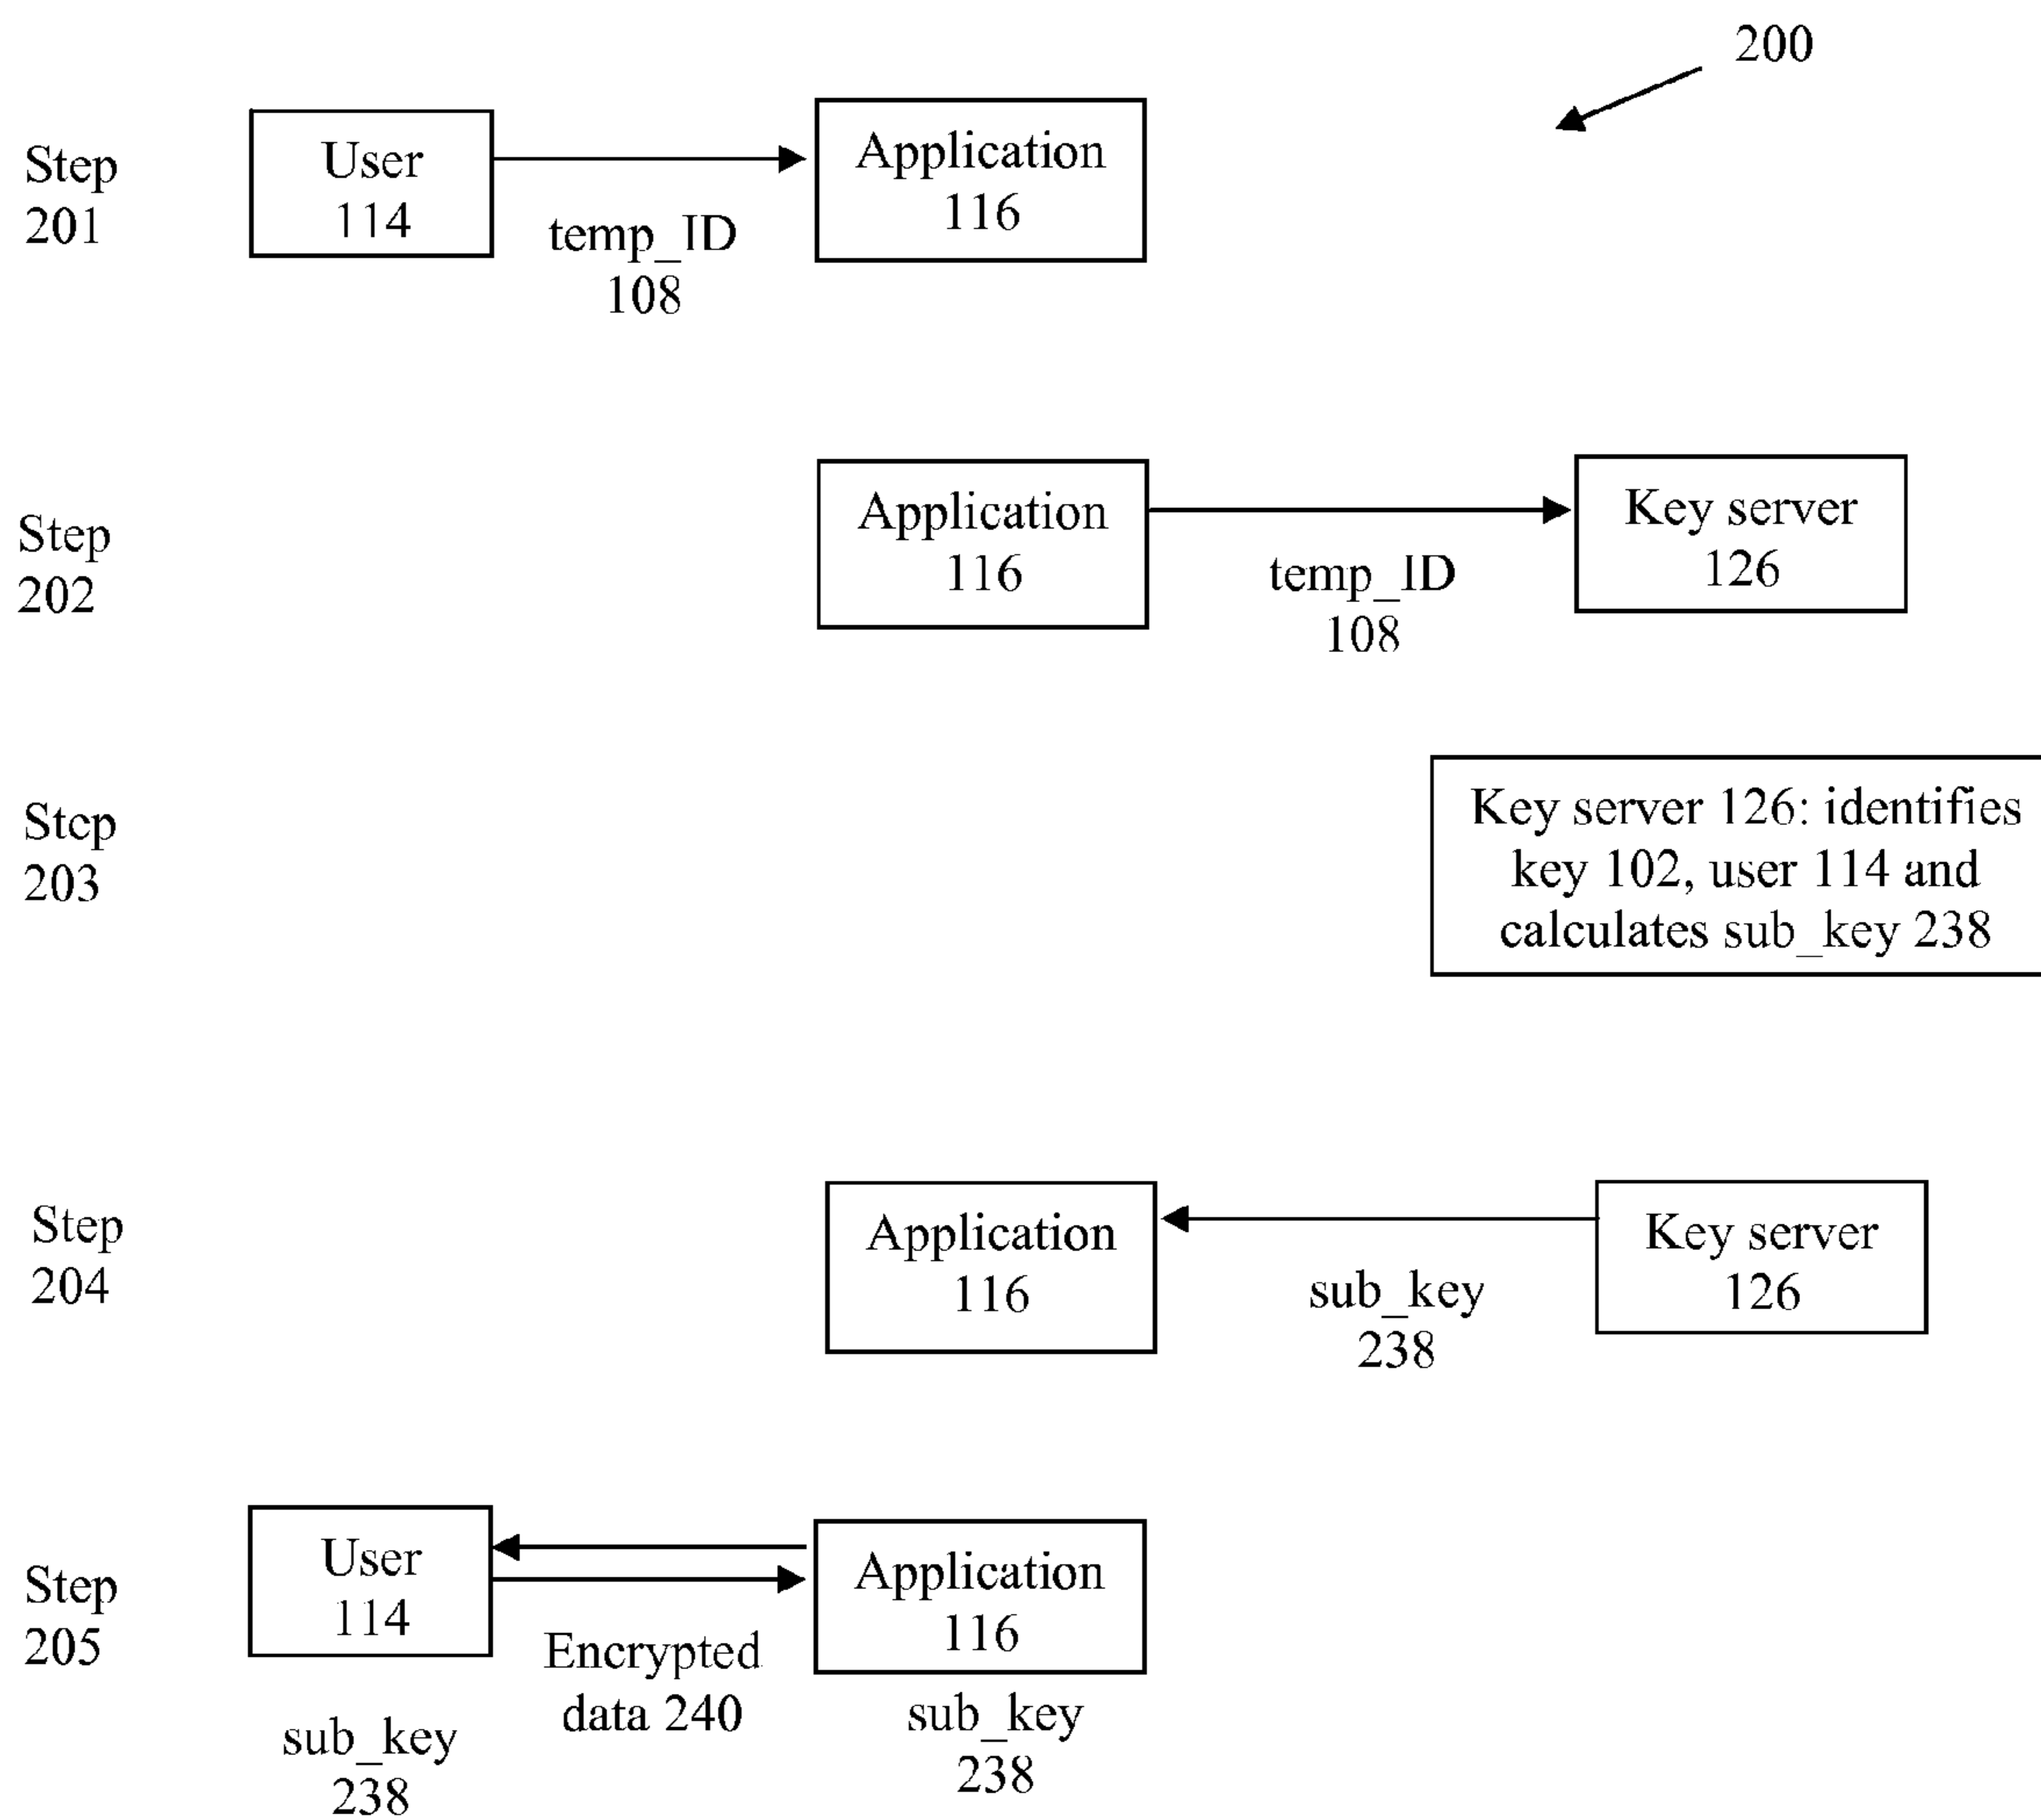 200
Step
201
User
114
temp_ID
108
Application
116
Step
202
Application
116
temp_ID
108
Key server
126
Step
203
Key server 126: identifies
key 102, user 114 and
calculates sub_key 238
Step
204
Application
116
sub_key
238
Key server
126
Step
205
User
114
sub_key
238
Encrypted
data 240
Application
116
sub_key
238